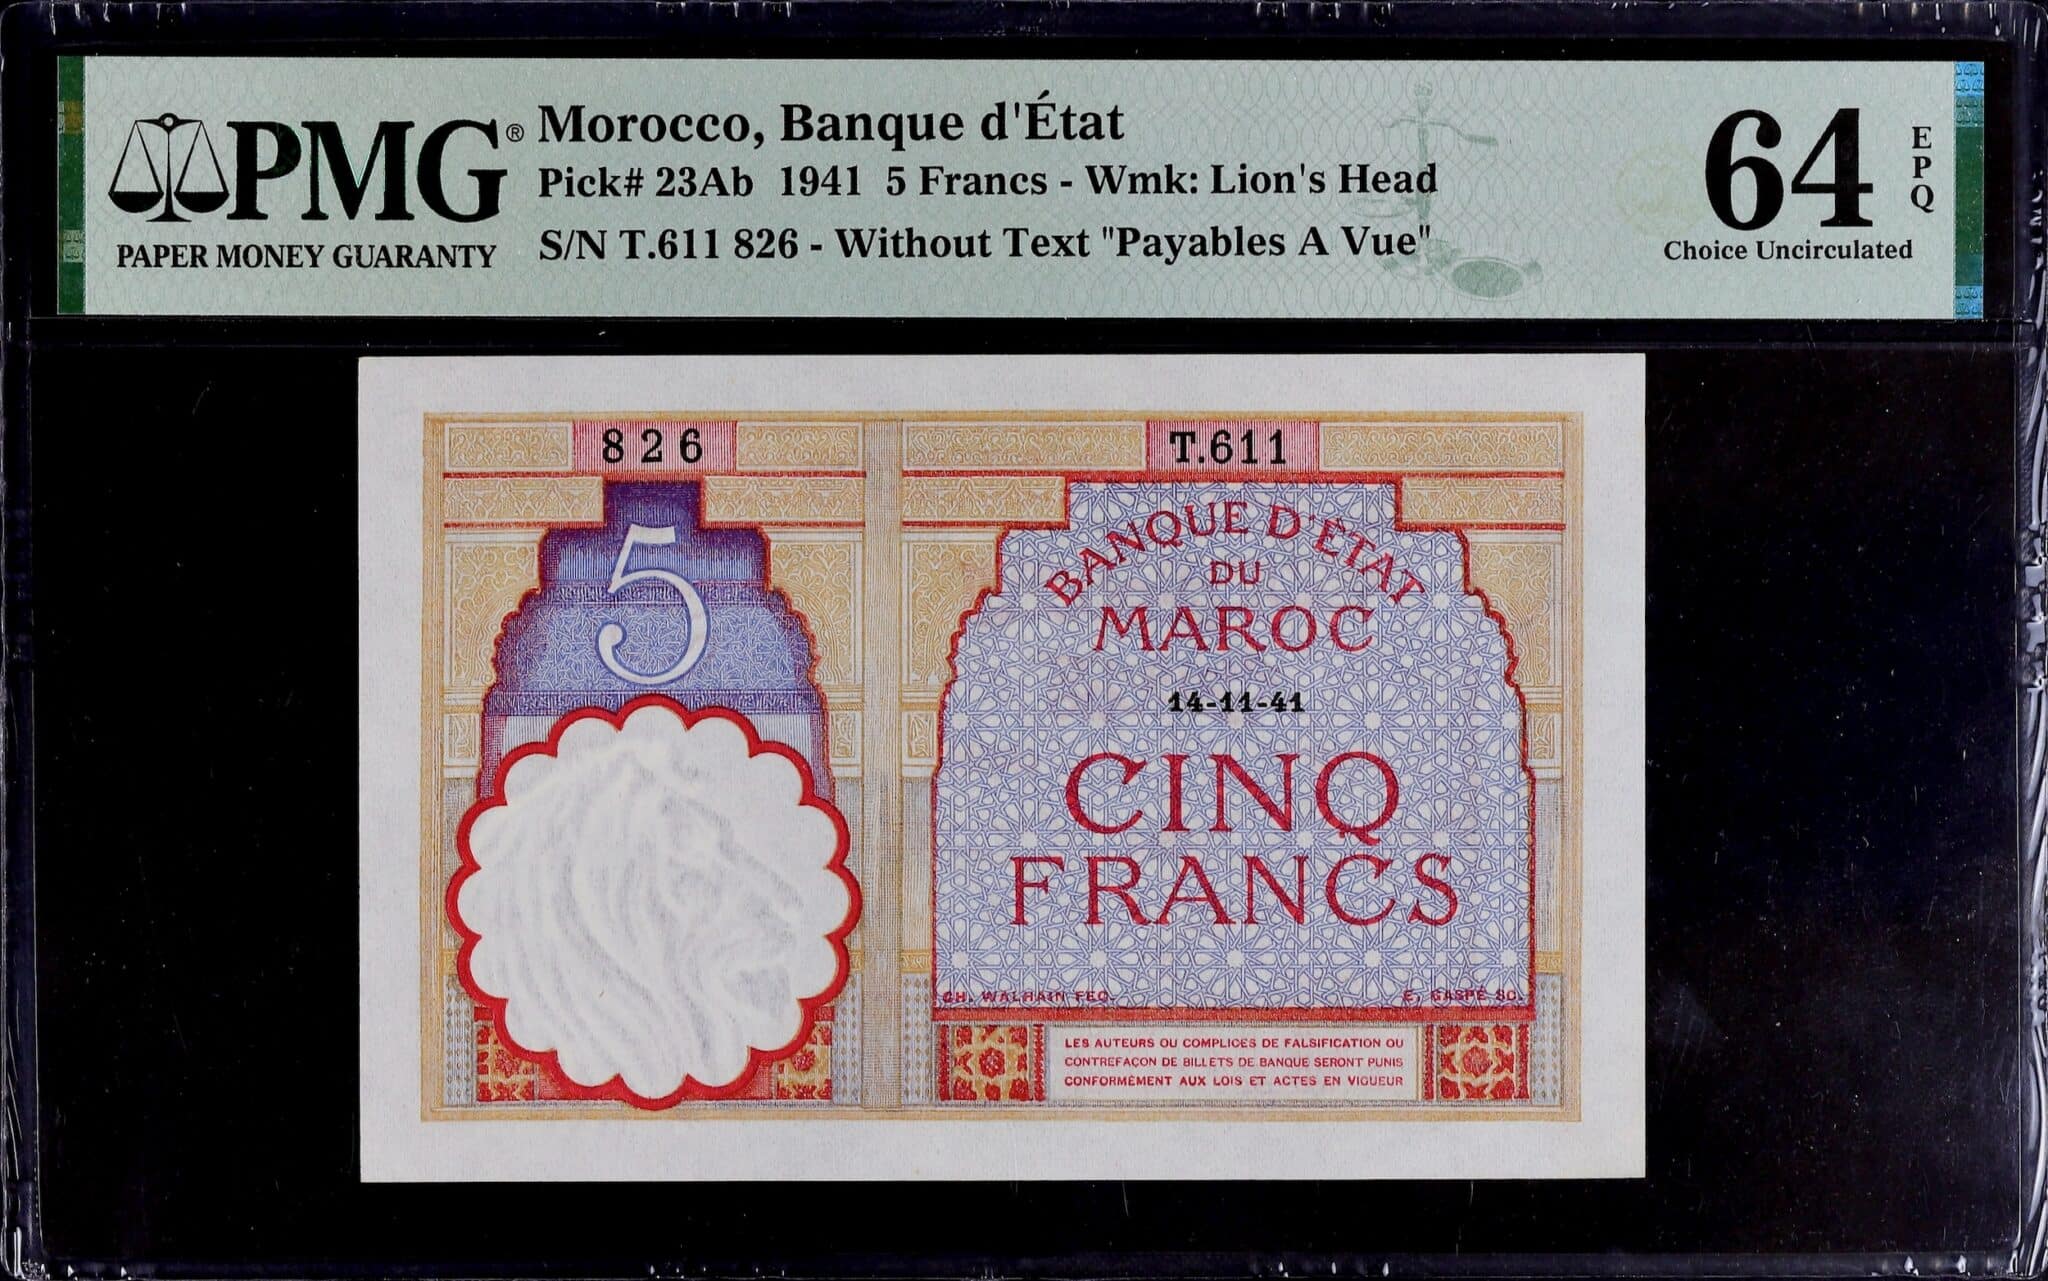 PMG®
PAPER MONEY GUARANTY
Morocco, Banque d'État
Pick# 23Ab 1941 5 Francs - Wmk: Lion's Head
S/N T.611 826 - Without Text "Payables A Vue"
64
EPQ
Choice Uncirculated
826
T.611
5
BANQUE D'ÉTAT
DU
MAROC
14-11-41
CINQ
FRANCS
CH. WALHAIN FEC.
E. GASPÉ SC.
LES AUTEURS OU COMPLICES DE FALSIFICATION OU
CONTREFAÇON DE BILLETS DE BANQUE SERONT PUNIS
CONFORMÉMENT AUX LOIS ET ACTES EN VIGUEUR